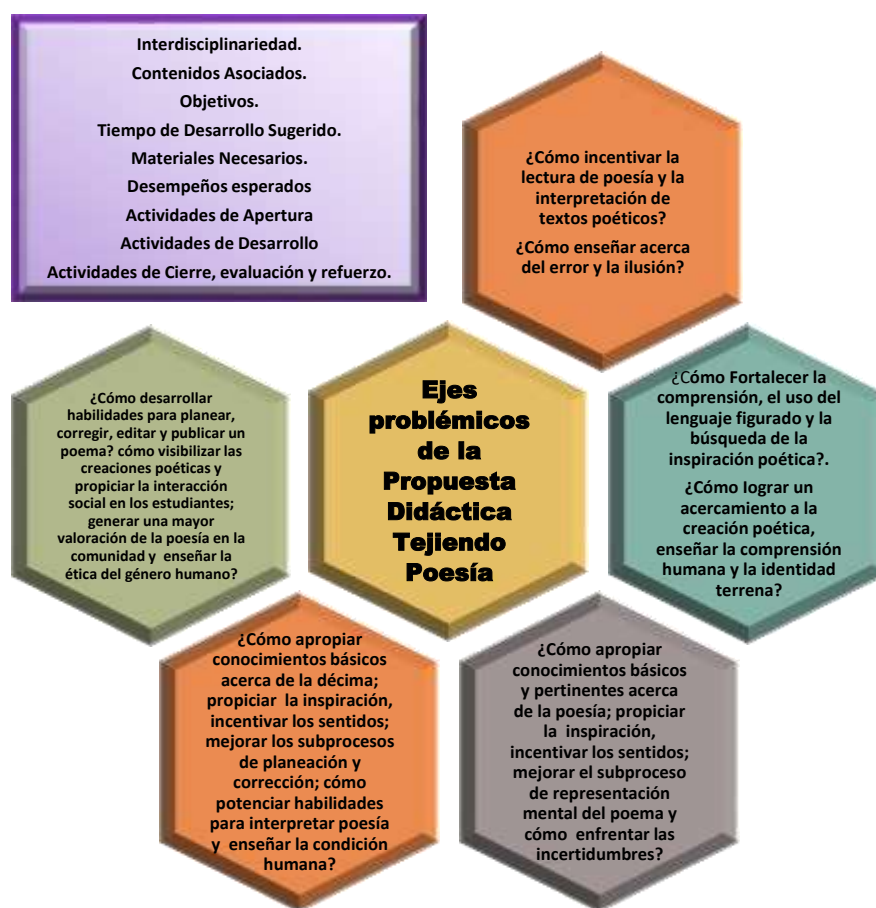 Interdisciplinariedad.
Contenidos Asociados.
Objetivos.
Tiempo de Desarrollo Sugerido.
Materiales Necesarios.
Desempeños esperados
Actividades de Apertura
Actividades de Desarrollo
Actividades de Cierre, evaluación y refuerzo.
¿Cómo incentivar la
lectura de poesía y la
interpretación de
textos poéticos?
¿Cómo enseñar acerca
del error y la ilusión?
¿Cómo desarrollar
habilidades para planear,
corregir, editar y publicar un
poema? cómo visibilizar las
creaciones poéticas y
propiciar la interacción
social en los estudiantes;
generar una mayor
valoración de la poesía en la
comunidad y enseñar la
ética del género humano?
Ejes
problémicos
de la
Propuesta
Didáctica
Tejiendo
Poesía
¿Cómo Fortalecer la
comprensión, el uso del
lenguaje figurado y la
búsqueda de la
inspiración poética?.
¿Cómo lograr un
acercamiento a la
creación poética,
enseñar la comprensión
humana y la identidad
terrena?
¿Cómo apropiar
conocimientos básicos
acerca de la décima;
propiciar la inspiración,
incentivar los sentidos;
mejorar los subprocesos
de planeación y
corrección; cómo
potenciar habilidades
para interpretar poesía
y enseñar la condición
humana?
¿Cómo apropiar
conocimientos básicos
y pertinentes acerca
de la poesía; propiciar
la inspiración,
incentivar los sentidos;
mejorar el subproceso
de representación
mental del poema y
cómo enfrentar las
incertidumbres?